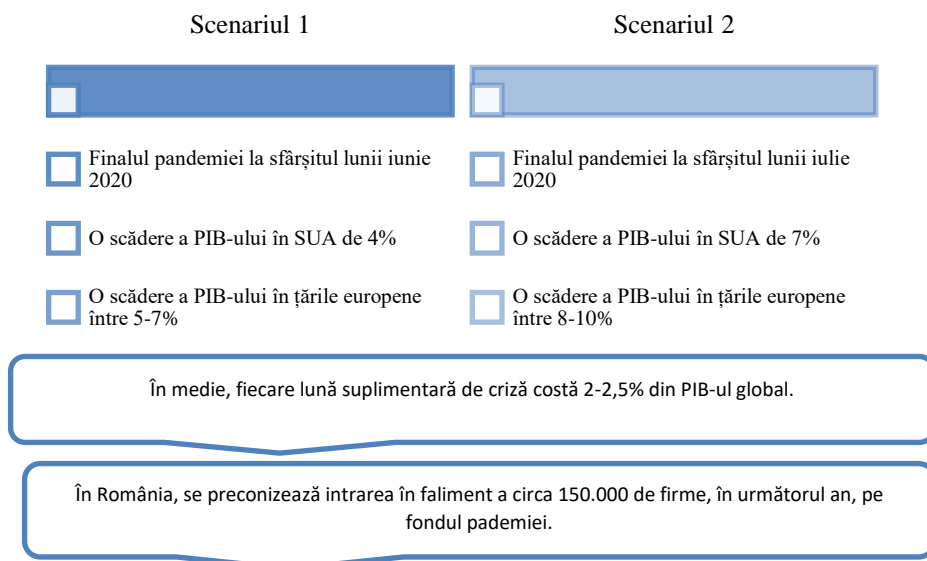 Scenariul 1
Finalul pandemiei la sfârșitul lunii iunie
2020
O scădere a PIB-ului în SUA de 4%
O scădere a PIB-ului în țările europene
între 5-7%
Scenariul 2
Finalul pandemiei la sfârșitul lunii iulie
2020
O scădere a PIB-ului în SUA de 7%
O scădere a PIB-ului în țările europene
între 8-10%
În medie, fiecare lună suplimentară de criză costă 2-2,5% din PIB-ul global.
În România, se preconizează intrarea în faliment a circa 150.000 de firme, în următorul an, pe
fondul pademiei.